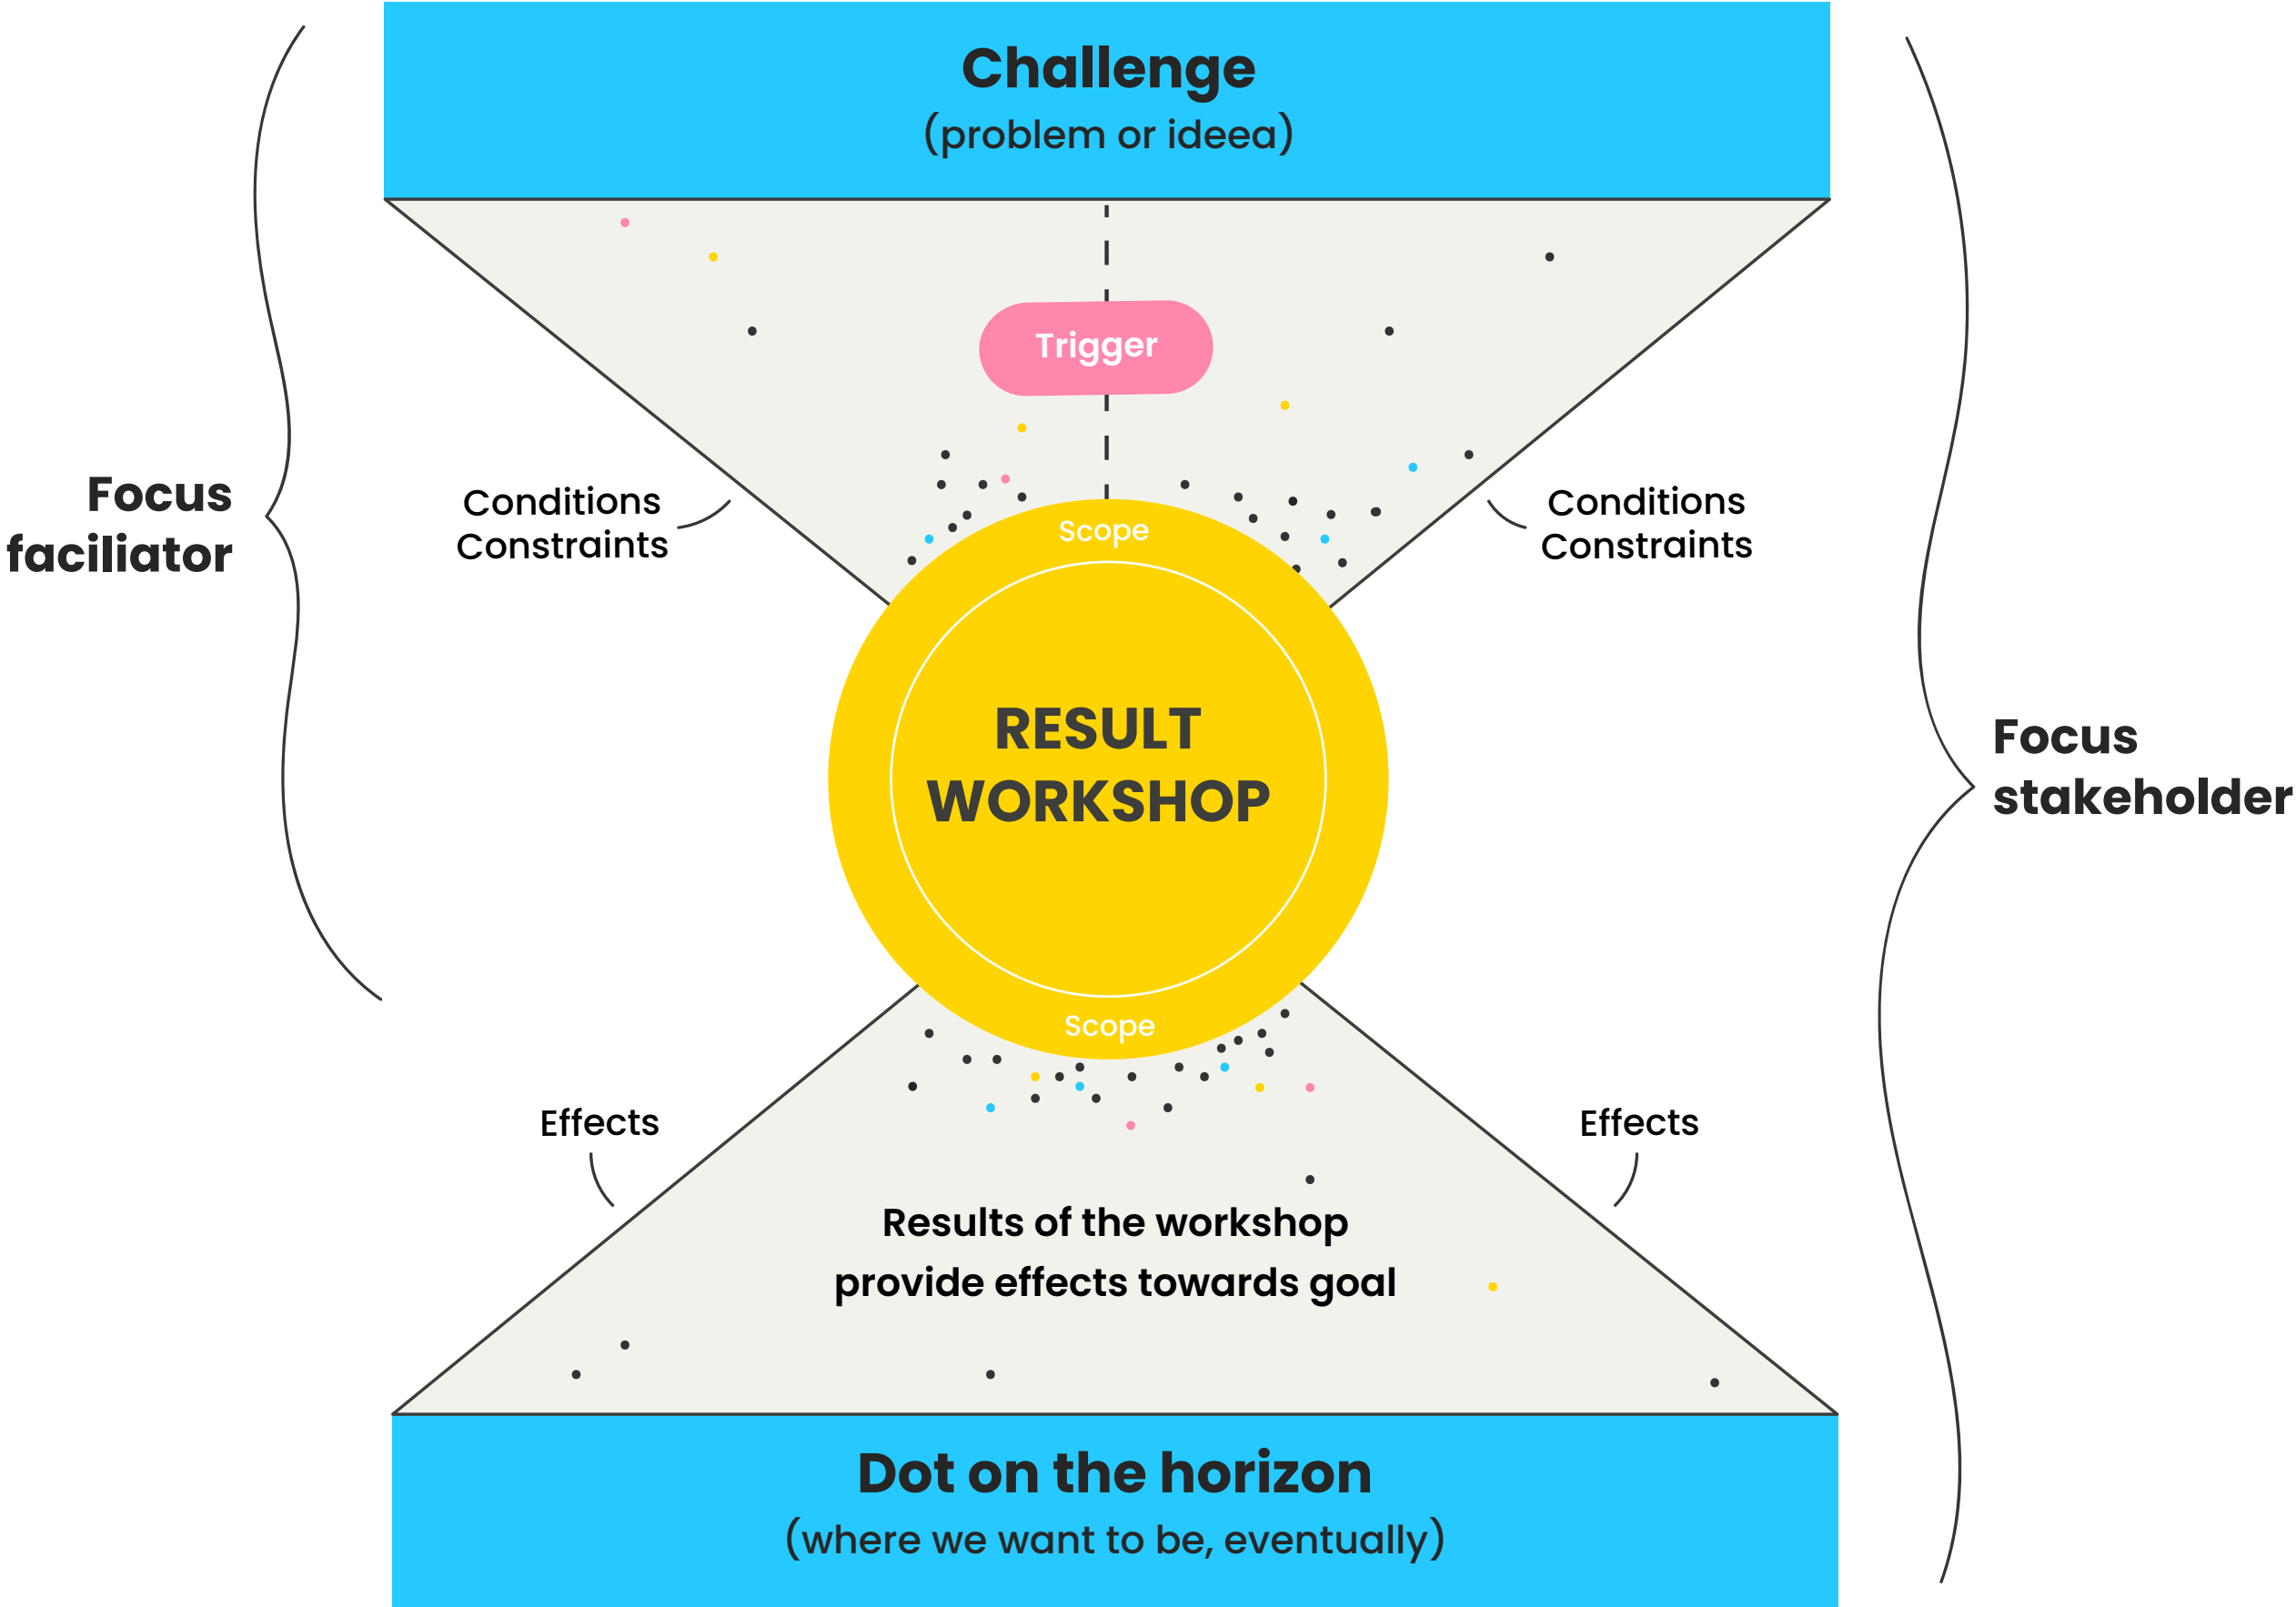 Challenge
(problem or ideea)
Trigger
Focus
faciliator
Conditions
Constraints
Conditions
Constraints
Scope
RESULT
WORKSHOP
Focus
stakeholder
Scope
Effects
Effects
Results of the workshop
provide effects towards goal
Dot on the horizon
(where we want to be, eventually)